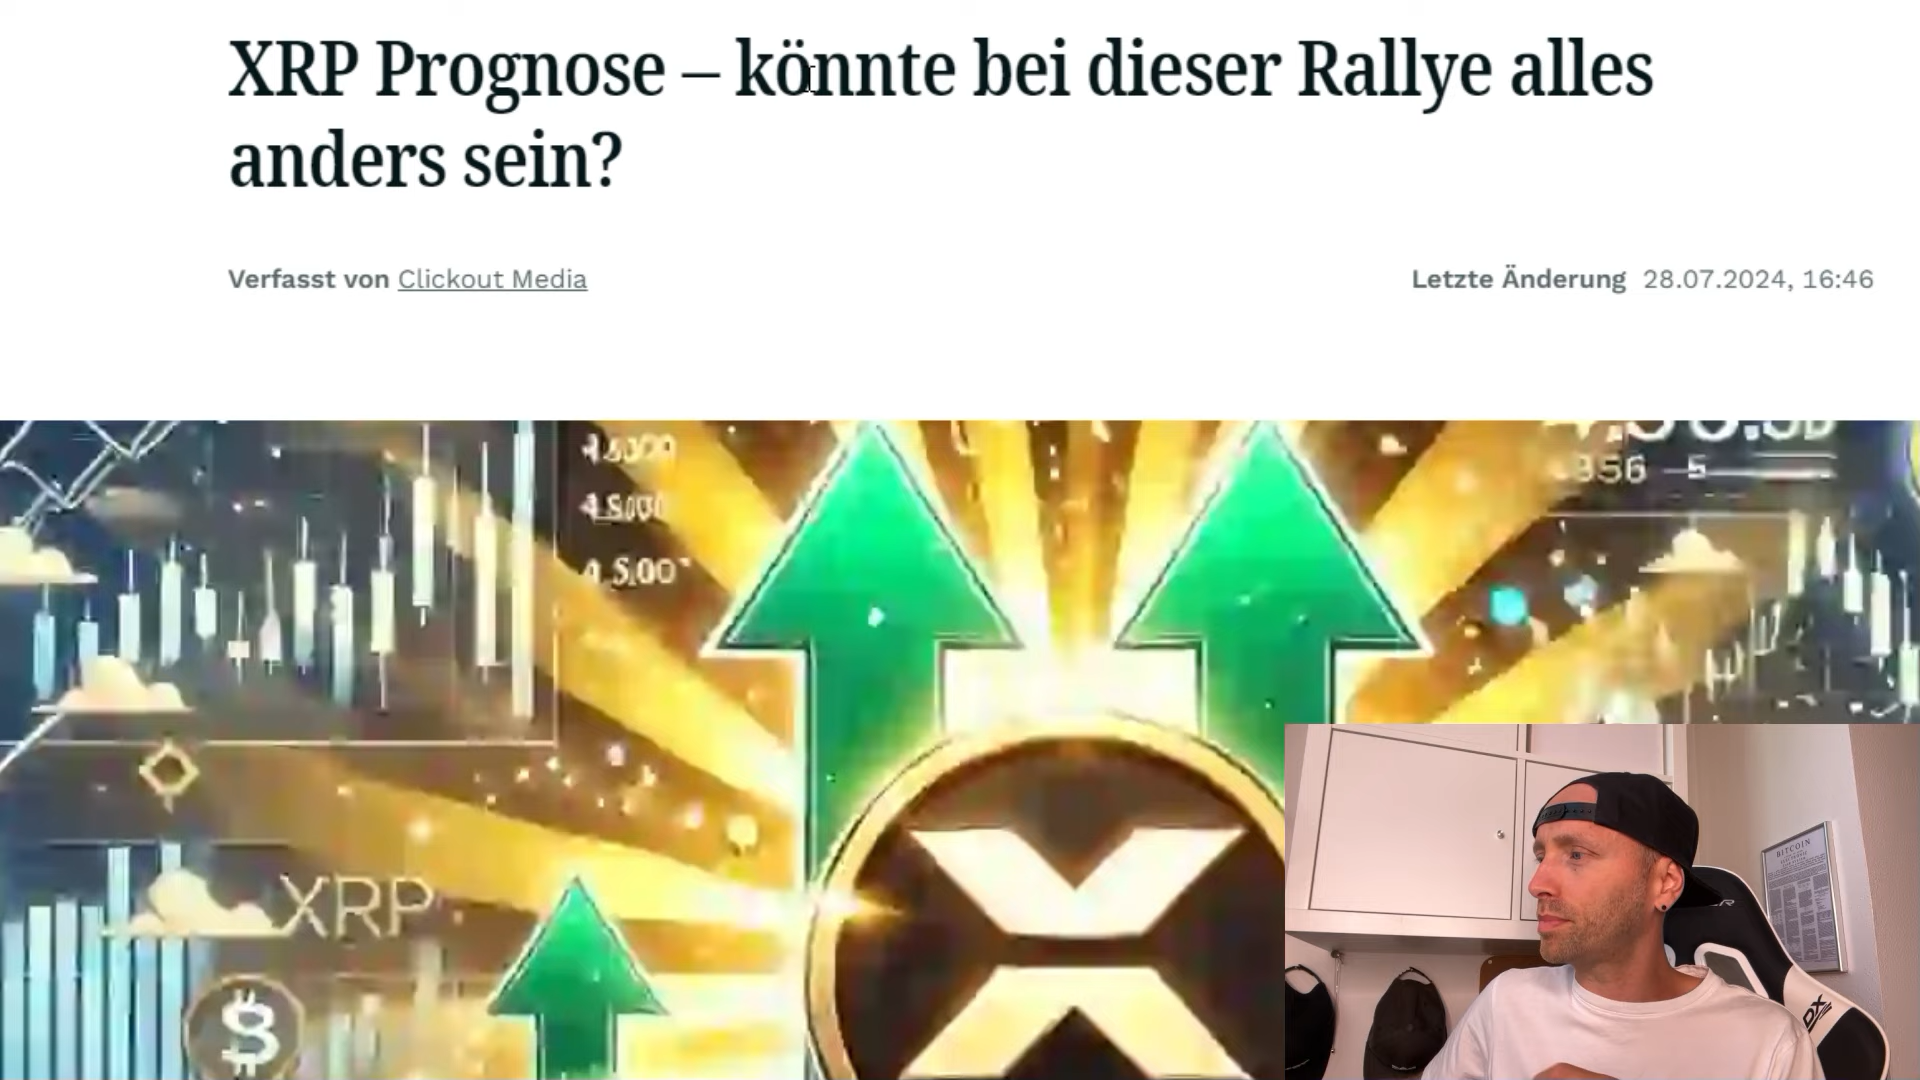 XRP Prognose – könnte bei dieser Rallye alles
anders sein?
Verfasst von Clickout Media
Letzte Änderung 28.07.2024, 16:46
XRP
BITCOIN